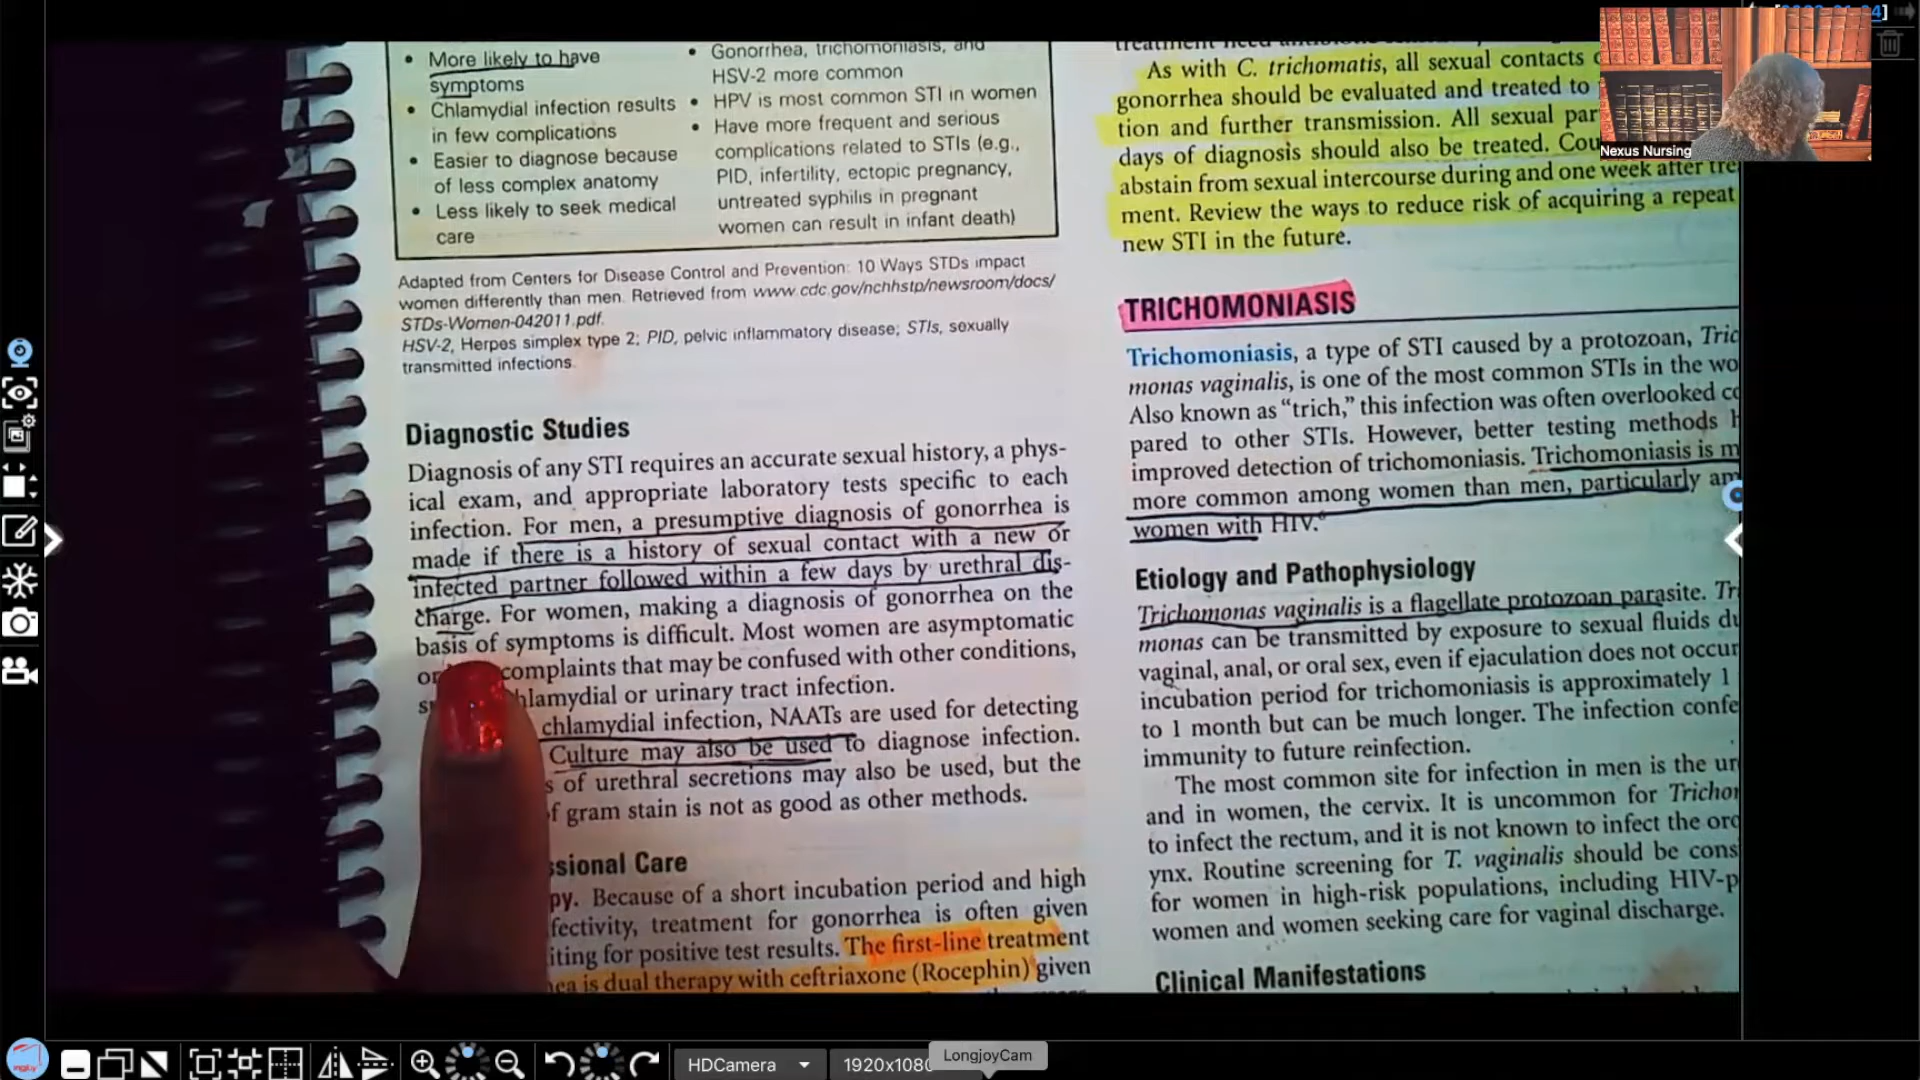 • More likely to have
symptoms
• Chlamydial infection results
in few complications
• Easier to diagnose because
of less complex anatomy
• Less likely to seek medical
care
• Gonorrhea, trichomoniasis, and
HSV-2 more common
• HPV is most common STI in women
• Have more frequent and serious
complications related to STIs (e.g.,
PID, infertility, ectopic pregnancy,
untreated syphilis in pregnant
women can result in infant death)
Adapted from Centers for Disease Control and Prevention: 10 Ways STDs impact
women differently than men. Retrieved from www.cdc.gov/nchhstp/newsroom/docs/
STDs-Women-042011.pdf.
HSV-2, Herpes simplex type 2; PID, pelvic inflammatory disease; STIs, sexually
transmitted infections.
Diagnostic Studies
Diagnosis of any STI requires an accurate sexual history, a phys-
ical exam, and appropriate laboratory tests specific to each
infection. For men, a presumptive diagnosis of gonorrhea is
made if there is a history of sexual contact with a new or
infected partner followed within a few days by urethral dis-
charge. For women, making a diagnosis of gonorrhea on the
basis of symptoms is difficult. Most women are asymptomatic
or complaints that may be confused with other conditions,
hlamydial or urinary tract infection.
chlamydial infection, NAATs are used for detecting
Culture may also be used to diagnose infection.
s of urethral secretions may also be used, but the
f gram stain is not as good as other methods.
ssional Care
py. Because of a short incubation period and high
fectivity, treatment for gonorrhea is often given
iting for positive test results. The first-line treatment
hea is dual therapy with ceftriaxone (Rocephin) given
As with C. trichomatis, all sexual contacts
gonorrhea should be evaluated and treated to
tion and further transmission. All sexual par
days of diagnosis should also be treated. Cou
abstain from sexual intercourse during and one week after tre
ment. Review the ways to reduce risk of acquiring a repeat
new STI in the future.
TRICHOMONIASIS
Trichomoniasis, a type of STI caused by a protozoan, Tric
monas vaginalis, is one of the most common STIs in the wo
Also known as “trich,” this infection was often overlooked co
pared to other STIs. However, better testing methods h
improved detection of trichomoniasis. Trichomoniasis is m
more common among women than men, particularly am
women with HIV.
Etiology and Pathophysiology
Trichomonas vaginalis is a flagellate protozoan parasite. Tri
monas can be transmitted by exposure to sexual fluids du
vaginal, anal, or oral sex, even if ejaculation does not occur
incubation period for trichomoniasis is approximately 1
to 1 month but can be much longer. The infection confe
immunity to future reinfection.
The most common site for infection in men is the ur
and in women, the cervix. It is uncommon for Trichor
to infect the rectum, and it is not known to infect the oro
ynx. Routine screening for T. vaginalis should be cons
for women in high-risk populations, including HIV-p
women and women seeking care for vaginal discharge.
Clinical Manifestations
Nexus Nursing
HDCamera
1920x1080
LongjoyCam